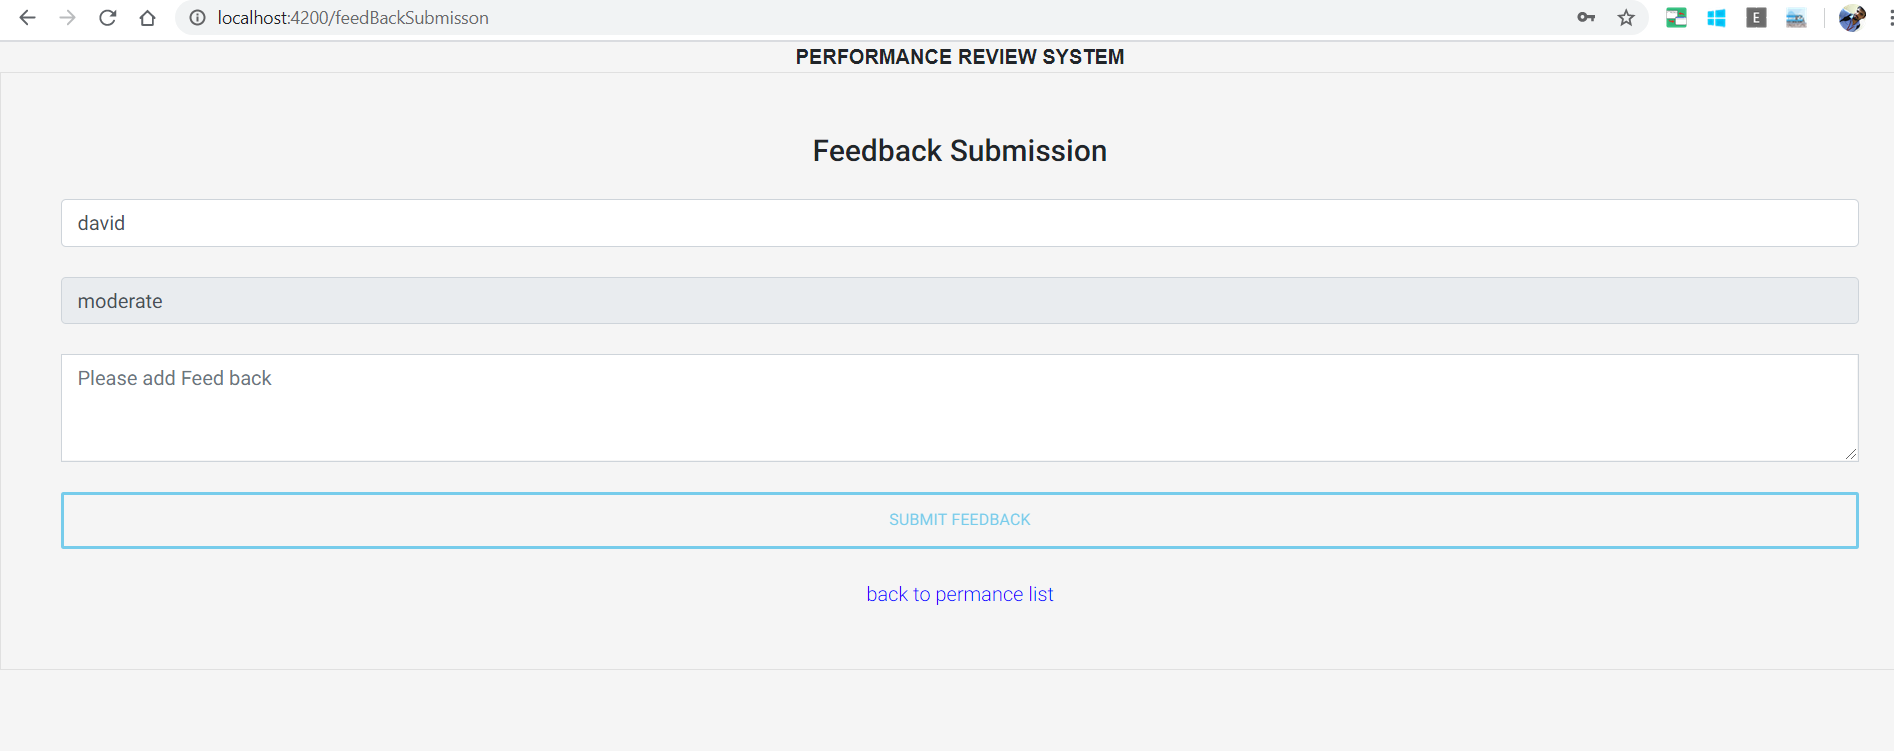 localhost:4200/feedBackSubmisson
E
PERFORMANCE REVIEW SYSTEM
Feedback Submission
david
moderate
Please add Feed back
SUBMIT FEEDBACK
back to permance list